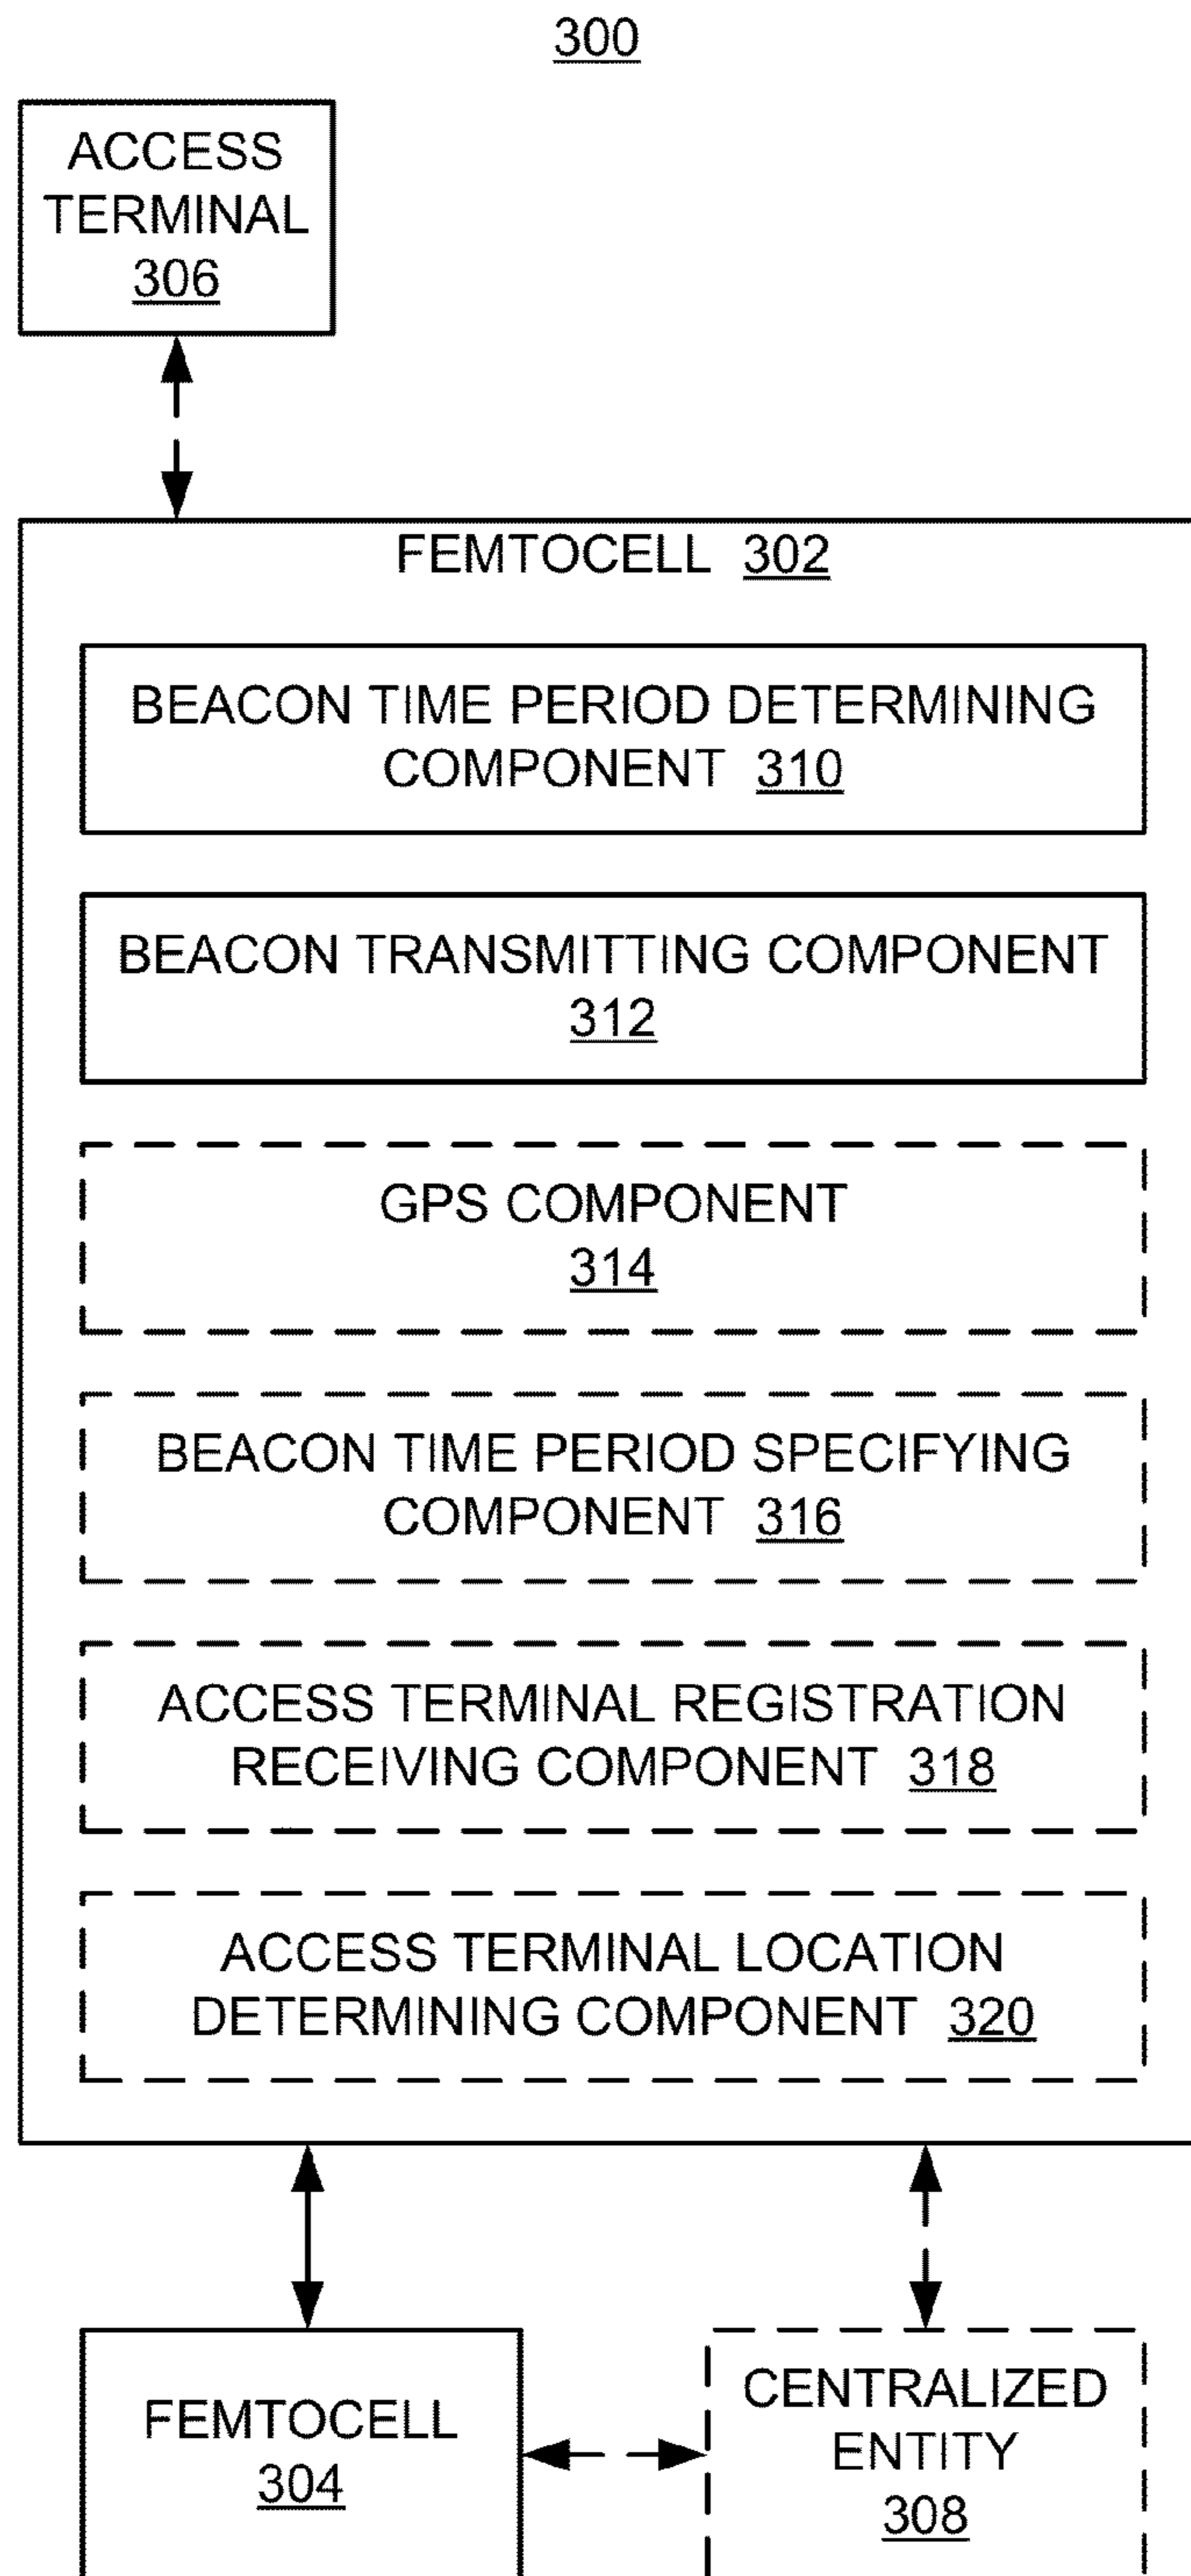 300
ACCESS
TERMINAL
306
FEMTOCELL 302
BEACON TIME PERIOD DETERMINING
COMPONENT 310
BEACON TRANSMITTING COMPONENT
312
GPS COMPONENT
314
BEACON TIME PERIOD SPECIFYING
COMPONENT 316
ACCESS TERMINAL REGISTRATION
RECEIVING COMPONENT 318
ACCESS TERMINAL LOCATION
DETERMINING COMPONENT 320
FEMTOCELL
304
CENTRALIZED
ENTITY
308